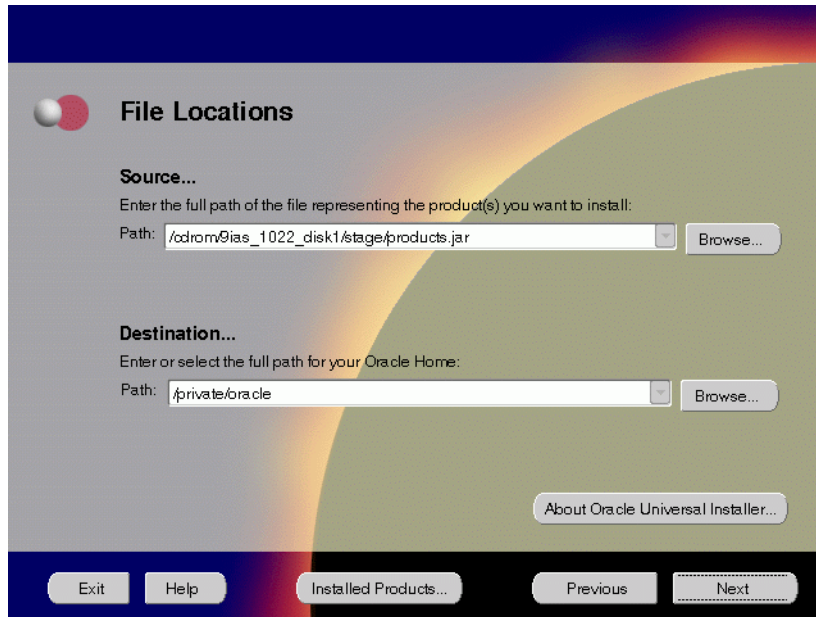 File Locations
Source...
Enter the full path of the file representing the product(s) you want to install:
Path: /cdrom/9ias_1022_disk1/stage/products.jar Browse...
Destination...
Enter or select the full path for your Oracle Home:
Path: /private/oracle Browse...
About Oracle Universal Installer...
Exit Help Installed Products... Previous Next